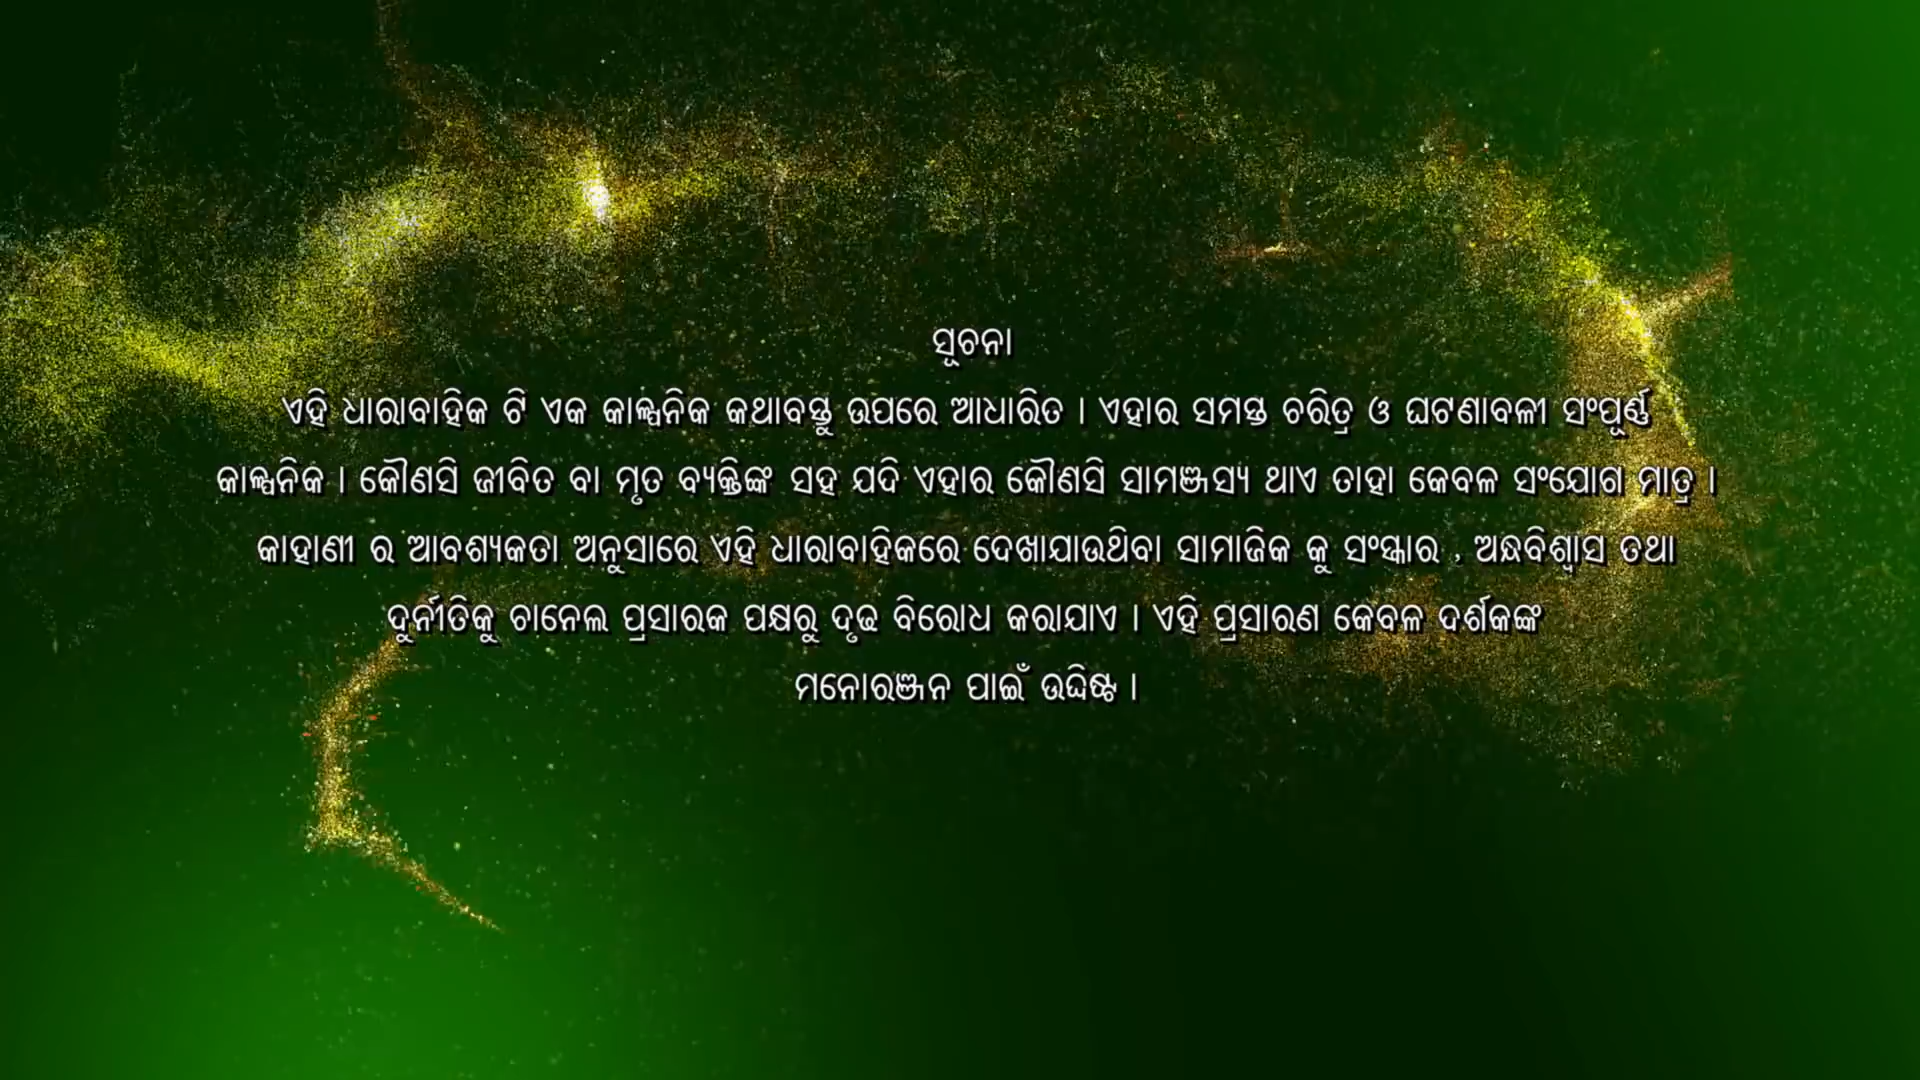 ସୂଚନା
ଏହି ଧାରାବାହିକ ଟି ଏକ କାଳ୍ପନିକ କଥାବସ୍ତୁ ଉପରେ ଆଧାରିତ । ଏହାର ସମସ୍ତ ଚରିତ୍ର ଓ ଘଟଣାବଳୀ ସଂପୂର୍ଣ୍ଣ
କାଳ୍ପନିକ । କୌଣସି ଜୀବିତ ବା ମୃତ ବ୍ୟକ୍ତିଙ୍କ ସହ ଯଦି ଏହାର କୌଣସି ସାମଞ୍ଜସ୍ୟ ଥାଏ ତାହା କେବଳ ସଂଯୋଗ ମାତ୍ର ।
କାହାଣୀ ର ଆବଶ୍ୟକତା ଅନୁସାରେ ଏହି ଧାରାବାହିକରେ ଦେଖାଯାଉଥିବା ସାମାଜିକ କୁ ସଂସ୍କାର , ଅନ୍ଧବିଶ୍ୱାସ ତଥା
ଦୁର୍ନୀତିକୁ ଚାନେଲ ପ୍ରସାରକ ପକ୍ଷରୁ ଦୃଢ ବିରୋଧ କରାଯାଏ । ଏହି ପ୍ରସାରଣ କେବଳ ଦର୍ଶକଙ୍କ
ମନୋରଞ୍ଜନ ପାଇଁ ଉଦ୍ଦିଷ୍ଟ ।